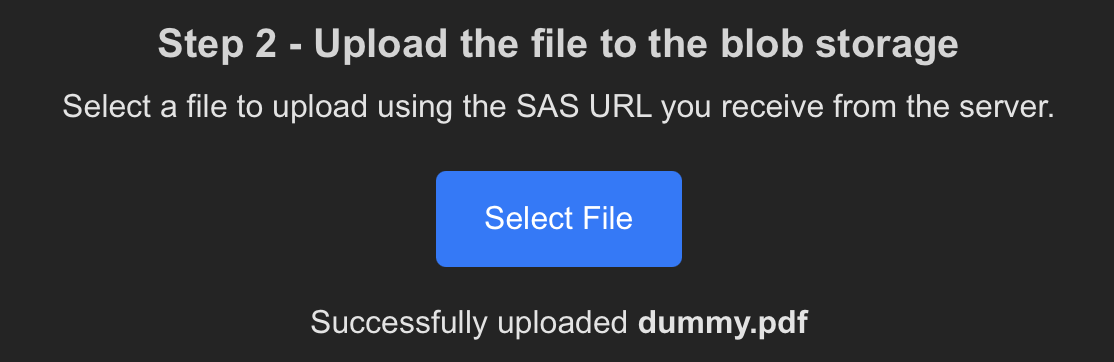 Step 2 - Upload the file to the blob storage
Select a file to upload using the SAS URL you receive from the server.
Select File
Successfully uploaded dummy.pdf